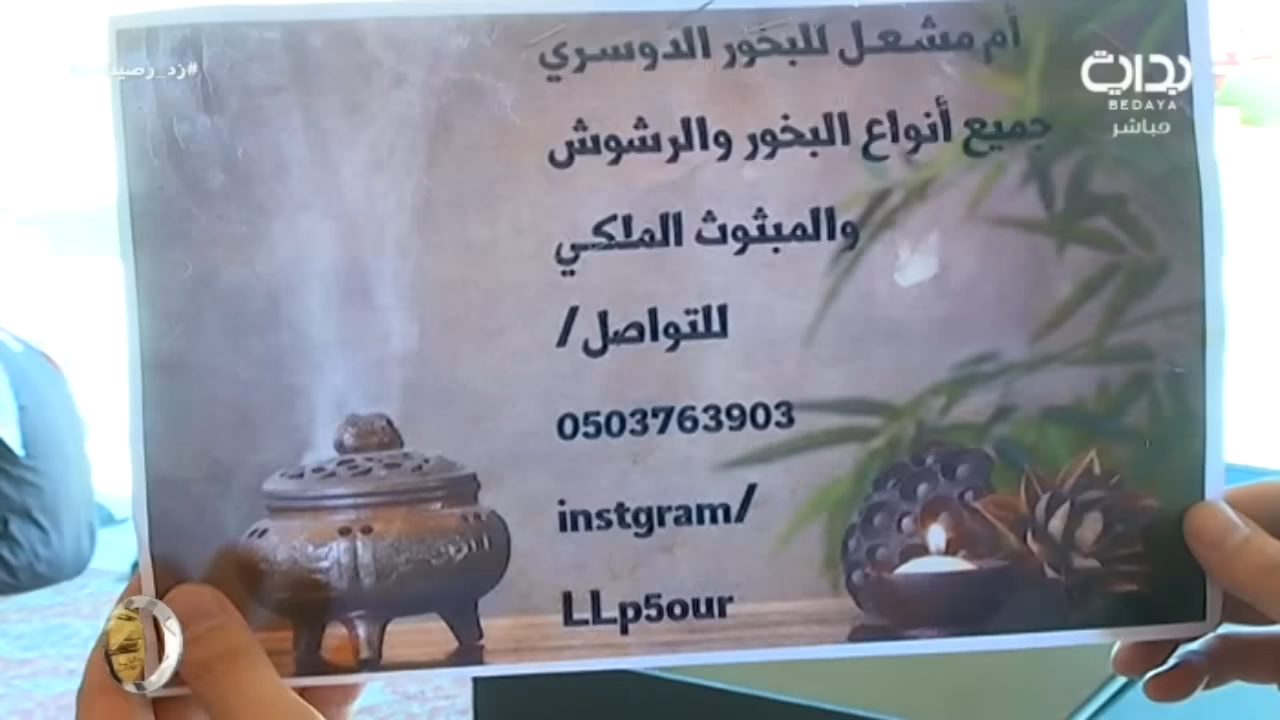 أم مشعل للبخور الدوسري
جميع أنواع البخور والرشوش
والمبثوث الملكي
للتواصل/
0503763903
instgram/
LLp5our
بداية
BEDAYA
مباشر